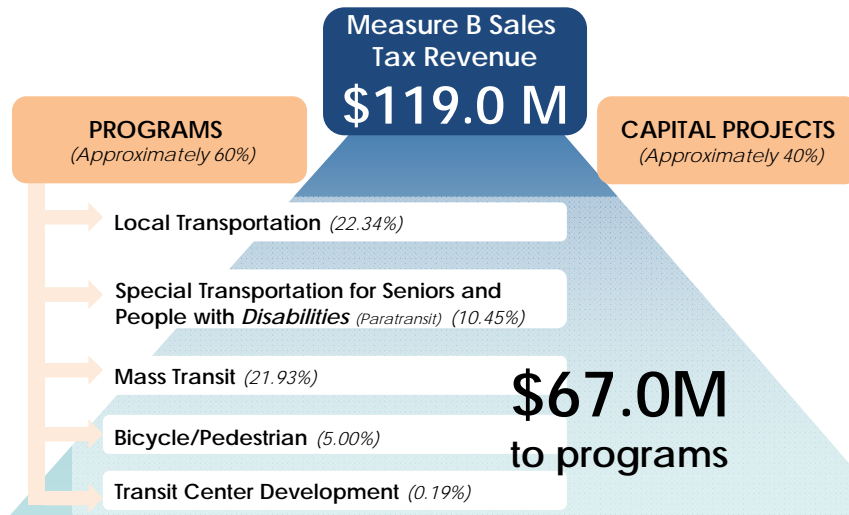 Measure B Sales
Tax Revenue
$119.0 M
PROGRAMS
(Approximately 60%)
CAPITAL PROJECTS
(Approximately 40%)
Local Transportation (22.34%)
Special Transportation for Seniors and
People with Disabilities (Paratransit) (10.45%)
Mass Transit (21.93%)
Bicycle/Pedestrian (5.00%)
Transit Center Development (0.19%)
$67.0M
to programs